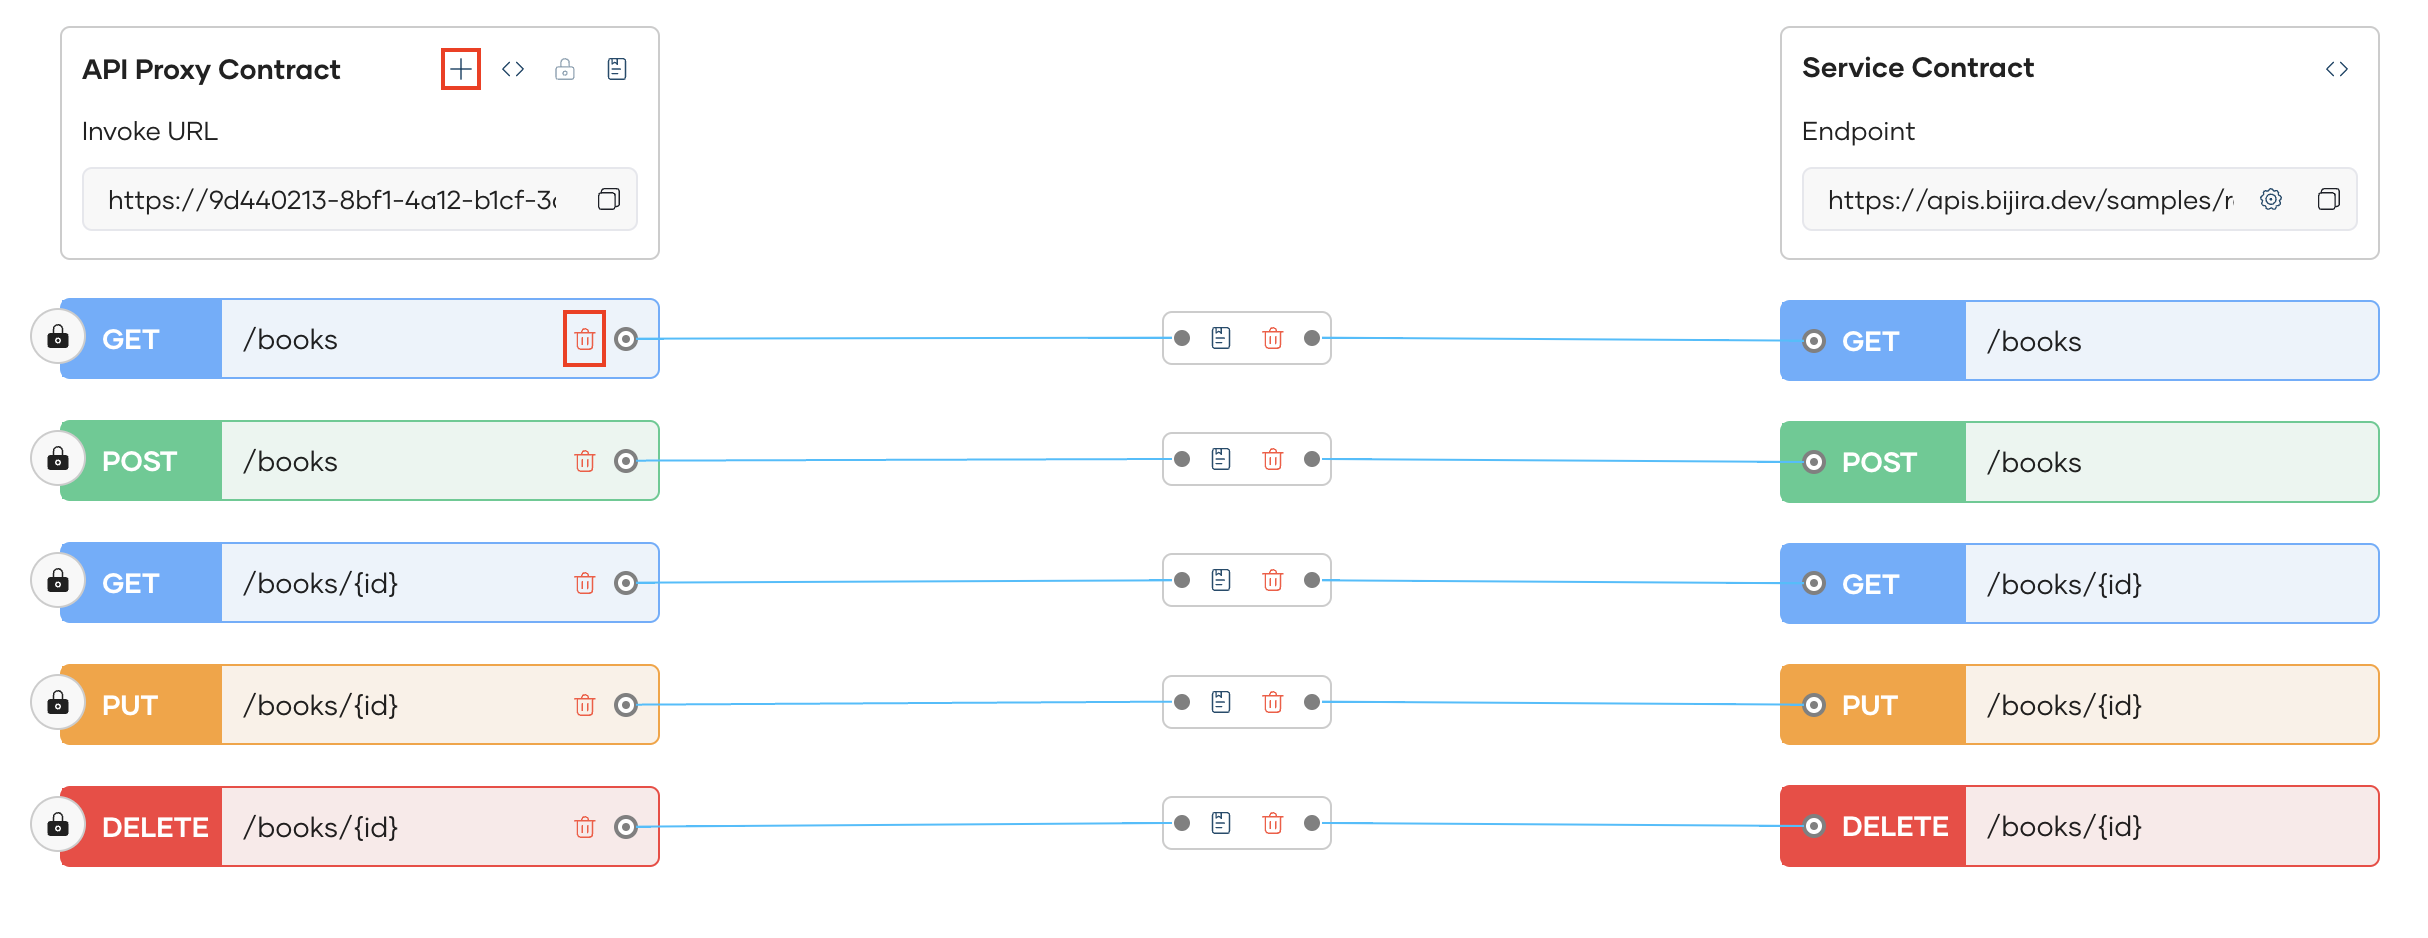 API Proxy Contract
Invoke URL
https://9d440213-8bf1-4a12-b1cf-3
Service Contract
Endpoint
https://apis.bijira.dev/samples/r
GET /books
GET /books
POST /books
POST /books
GET /books/{id}
GET /books/{id}
PUT /books/{id}
PUT /books/{id}
DELETE /books/{id}
DELETE /books/{id}